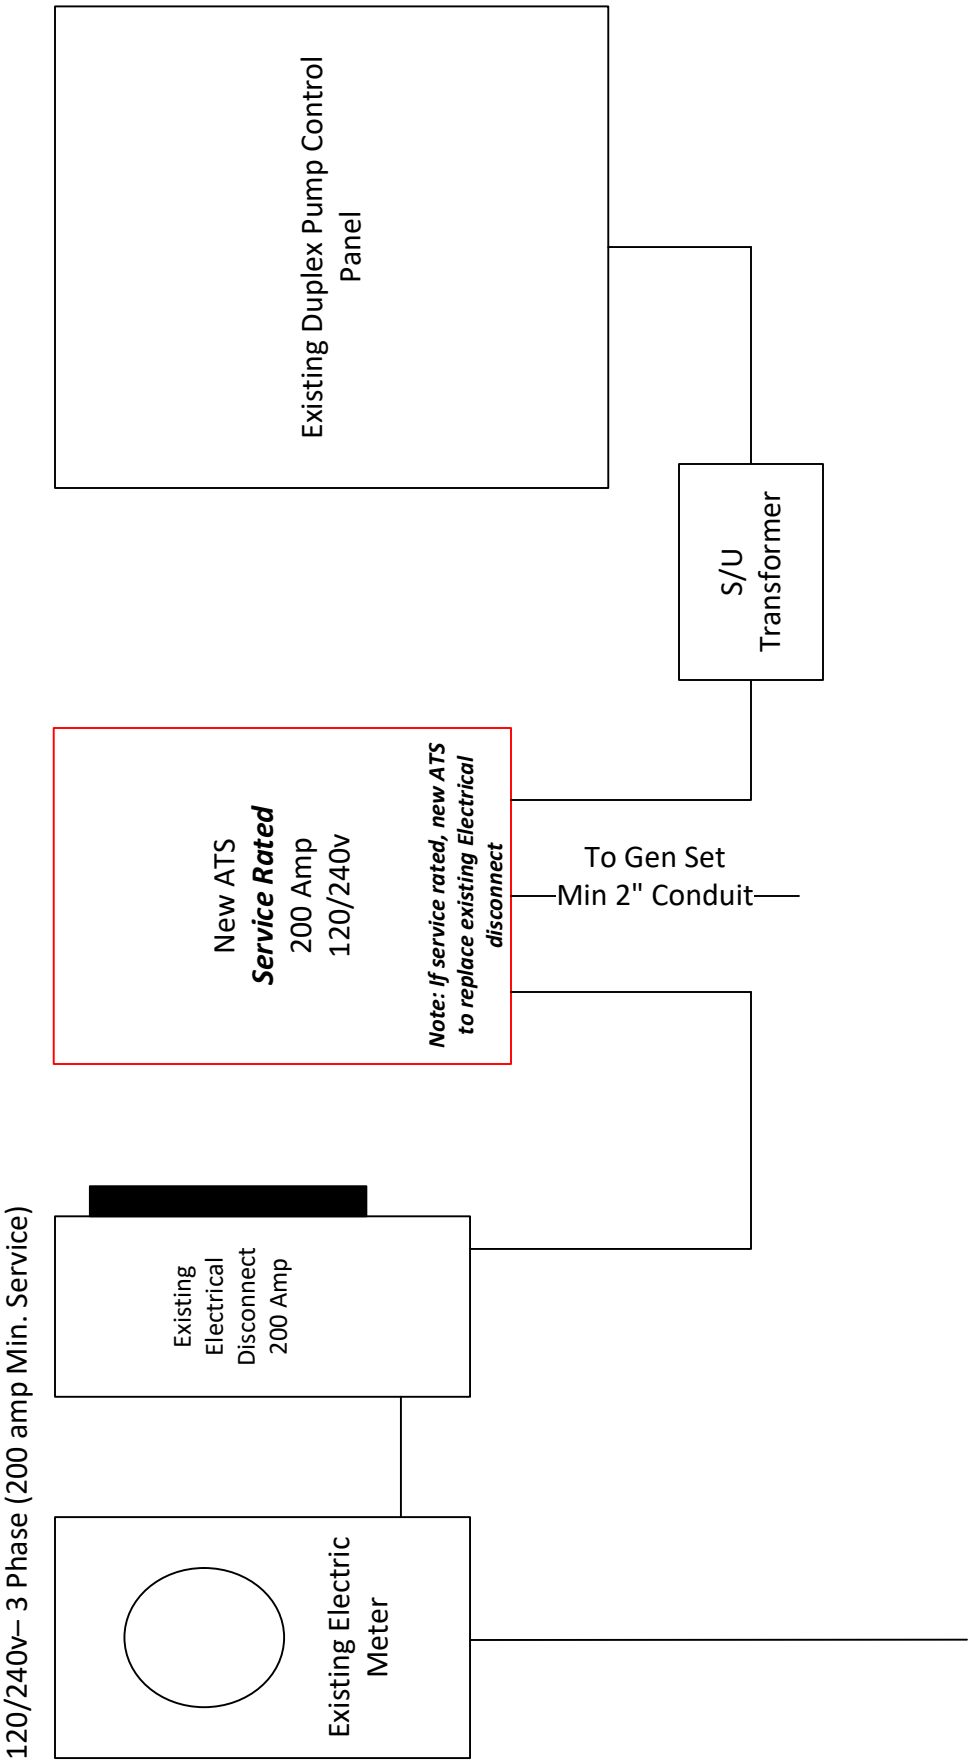 120/240v– 3 Phase (200 amp Min. Service)
Existing Electric
Meter
Existing
Electrical
Disconnect
200 Amp
New ATS
Service Rated
200 Amp
120/240v
Note: If service rated, new ATS
to replace existing Electrical
disconnect
To Gen Set
Min 2" Conduit
S/U
Transformer
Existing Duplex Pump Control
Panel